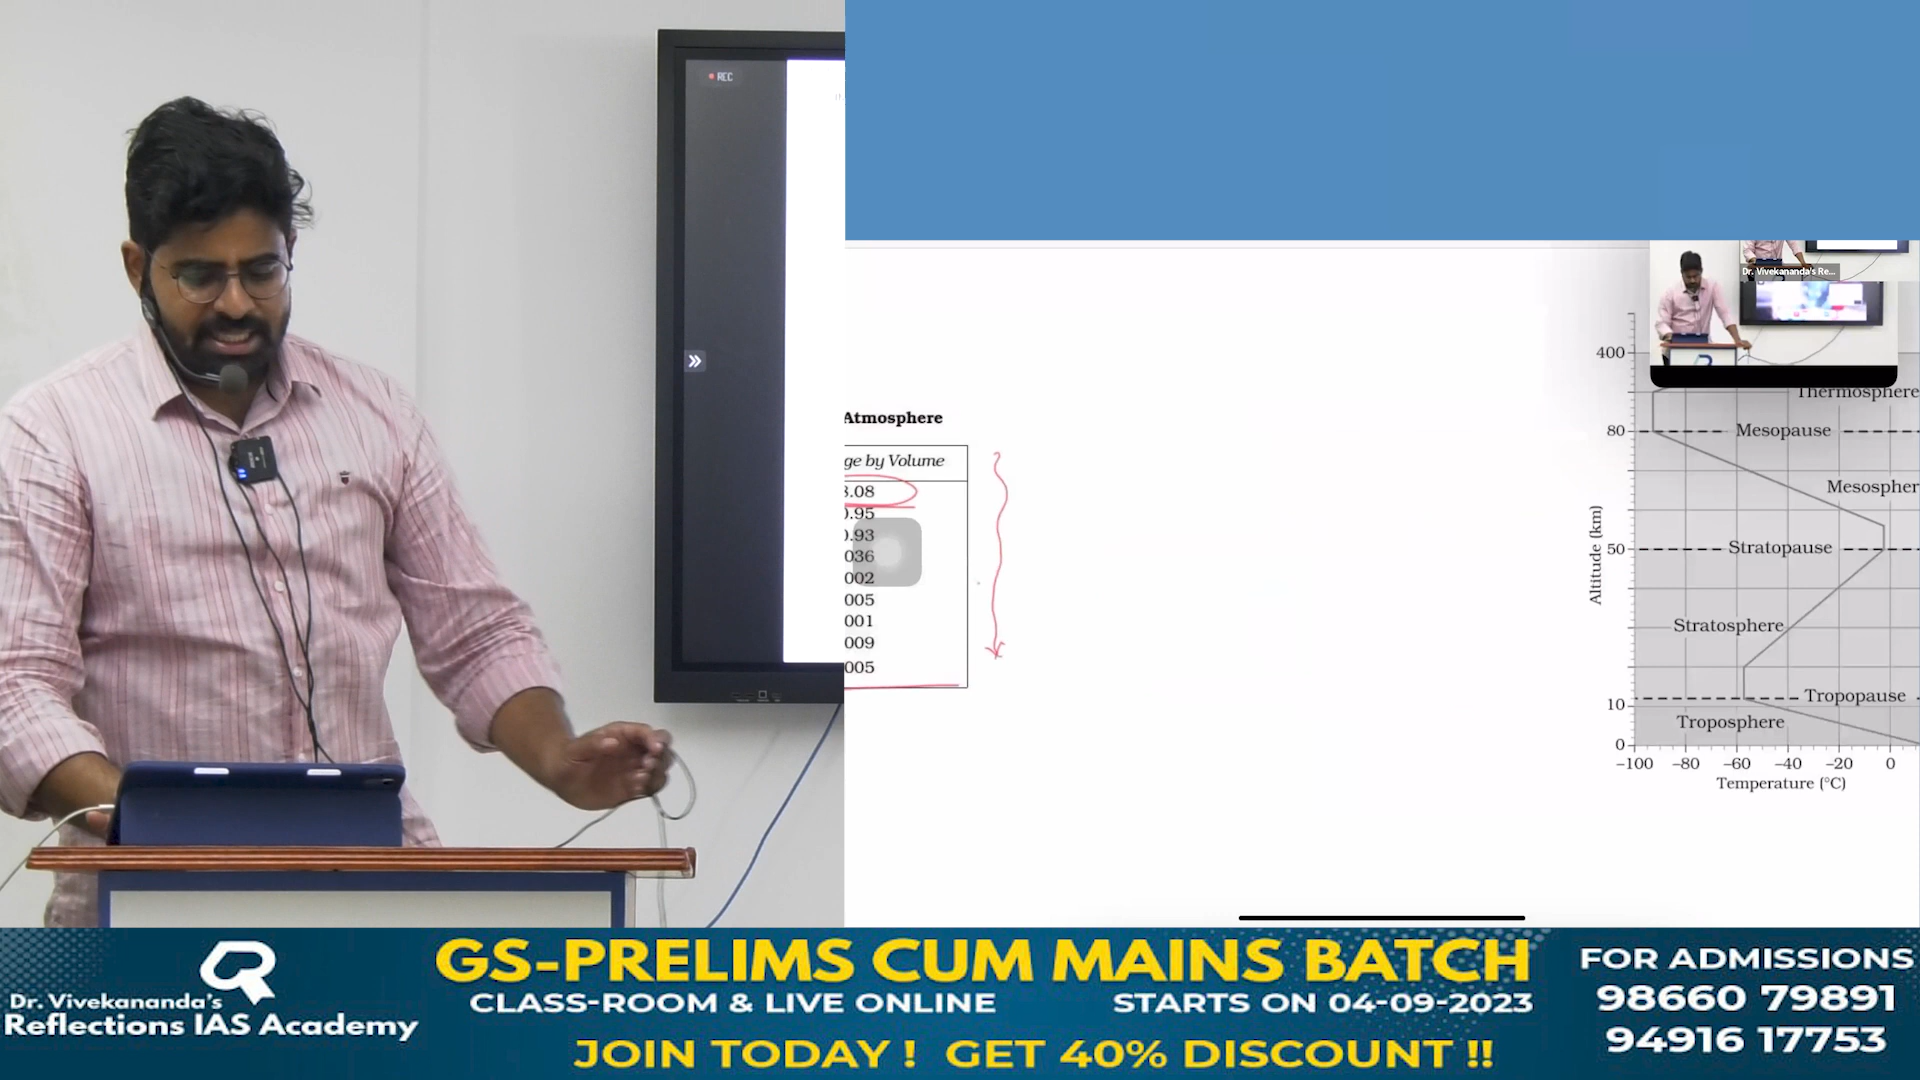 REC
Atmosphere
ge by Volume
8.08
0.95
0.93
036
002
005
001
009
005
Dr. Vivekananda's Re...
400
Thermosphere
80
Mesopause
Mesospher
Altitude (km)
50
Stratopause
Stratosphere
Tropopause
10
Troposphere
0
-100 -80 -60 -40 -20 0
Temperature (°C)
Dr. Vivekananda's
Reflections IAS Academy
GS-PRELIMS CUM MAINS BATCH
CLASS-ROOM & LIVE ONLINE STARTS ON 04-09-2023
JOIN TODAY ! GET 40% DISCOUNT !!
FOR ADMISSIONS
98660 79891
94916 17753